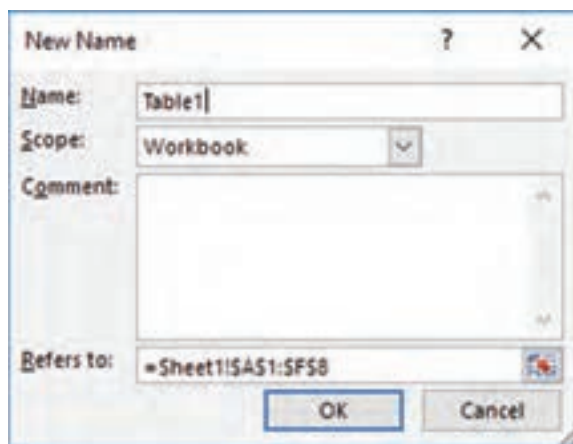 New Name ? X
Name: Table1
Scope: Workbook
Comment:
Refers to: =Sheet1!$A$1:$F$8
OK Cancel